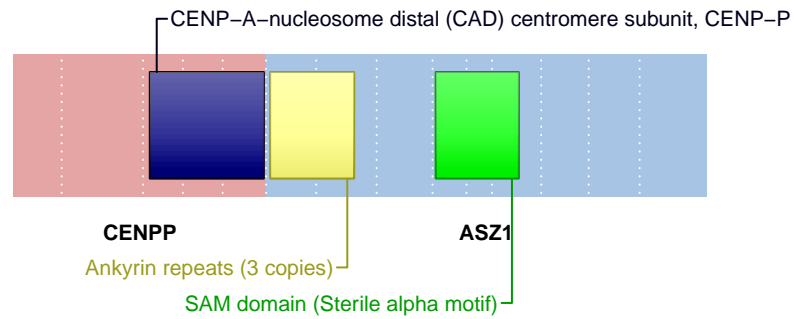 CENP−A−nucleosome distal (CAD) centromere subunit, CENP−P
CENPP
ASZ1
Ankyrin repeats (3 copies)
SAM domain (Sterile alpha motif)